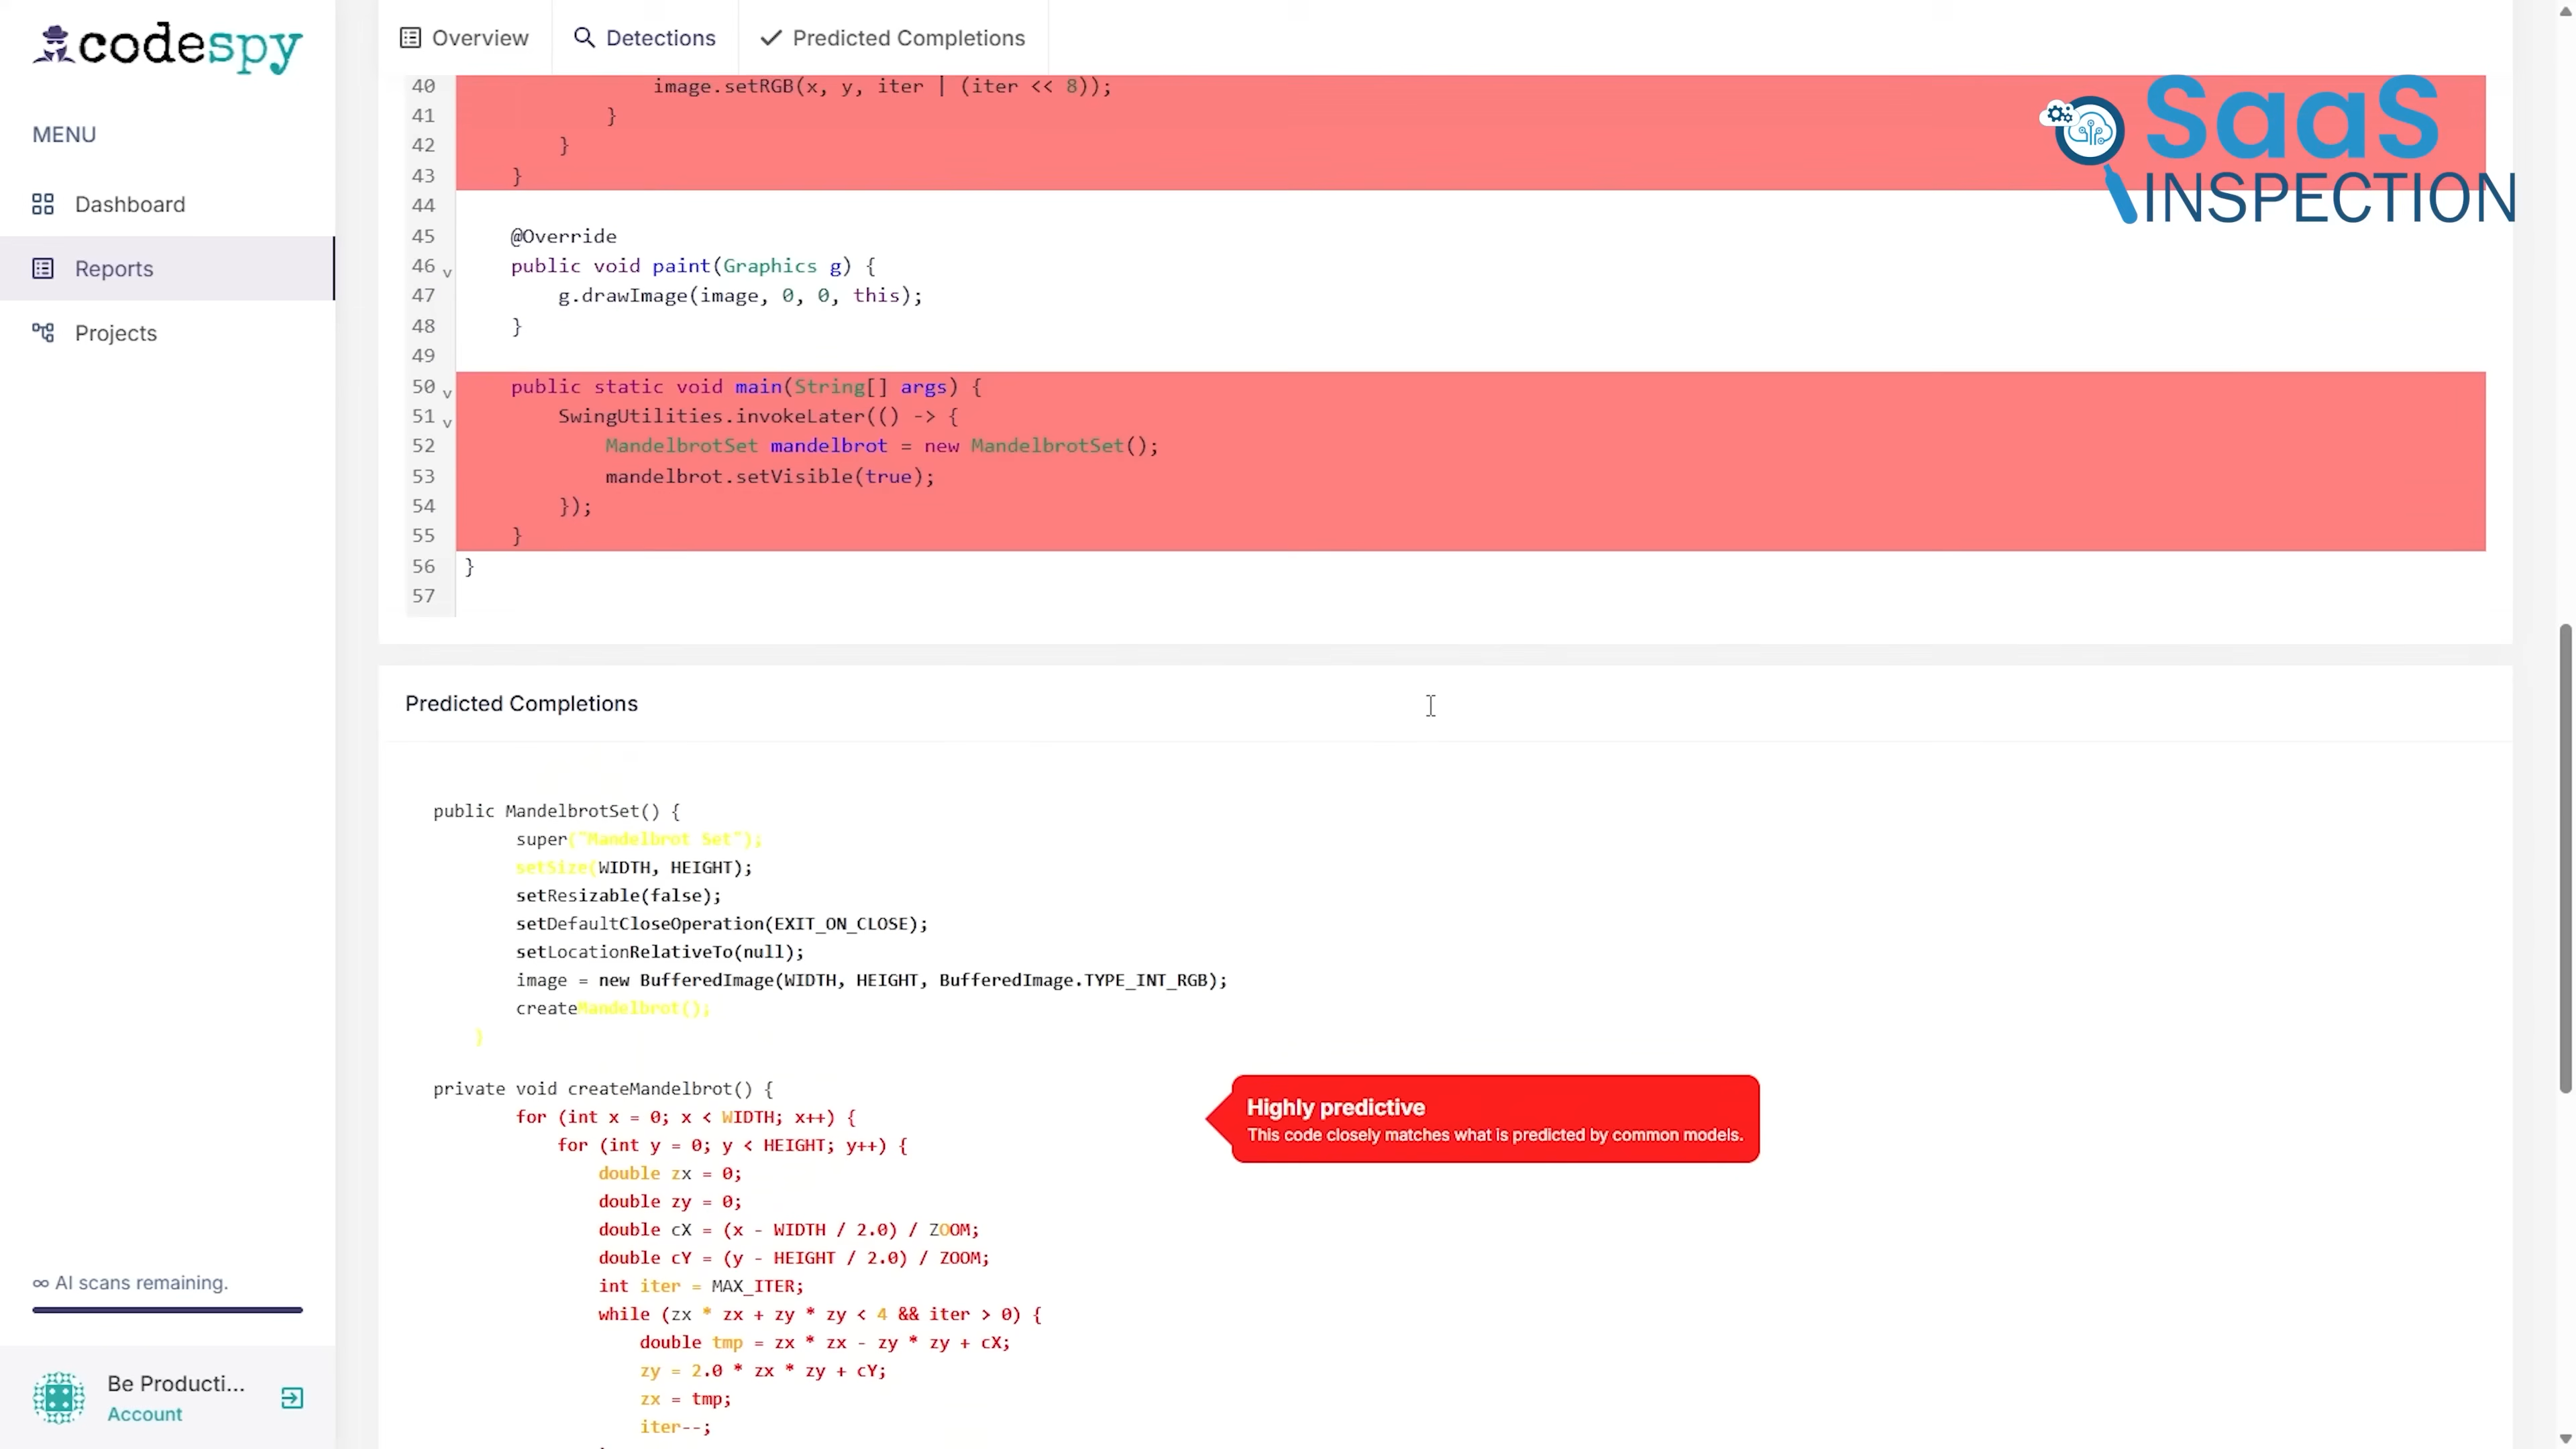 codespy
MENU
Dashboard
Reports
Projects
∞ AI scans remaining.
Be Producti...
Account
Overview
Detections
Predicted Completions
SaaS
INSPECTION
40 image.setRGB(x, y, iter | (iter << 8));
41 }
42 }
43 }
44
45 @Override
46 public void paint(Graphics g) {
47 g.drawImage(image, 0, 0, this);
48 }
49
50 public static void main(String[] args) {
51 SwingUtilities.invokeLater(() -> {
52 MandelbrotSet mandelbrot = new MandelbrotSet();
53 mandelbrot.setVisible(true);
54 });
55 }
56 }
57
Predicted Completions
public MandelbrotSet() {
super("Mandelbrot Set");
setSize(WIDTH, HEIGHT);
setResizable(false);
setDefaultCloseOperation(EXIT_ON_CLOSE);
setLocationRelativeTo(null);
image = new BufferedImage(WIDTH, HEIGHT, BufferedImage.TYPE_INT_RGB);
createMandelbrot();
}
private void createMandelbrot() {
for (int x = 0; x < WIDTH; x++) {
for (int y = 0; y < HEIGHT; y++) {
double zx = 0;
double zy = 0;
double cX = (x - WIDTH / 2.0) / ZOOM;
double cY = (y - HEIGHT / 2.0) / ZOOM;
int iter = MAX_ITER;
while (zx * zx + zy * zy < 4 && iter > 0) {
double tmp = zx * zx - zy * zy + cX;
zy = 2.0 * zx * zy + cY;
zx = tmp;
iter--;
Highly predictive
This code closely matches what is predicted by common models.